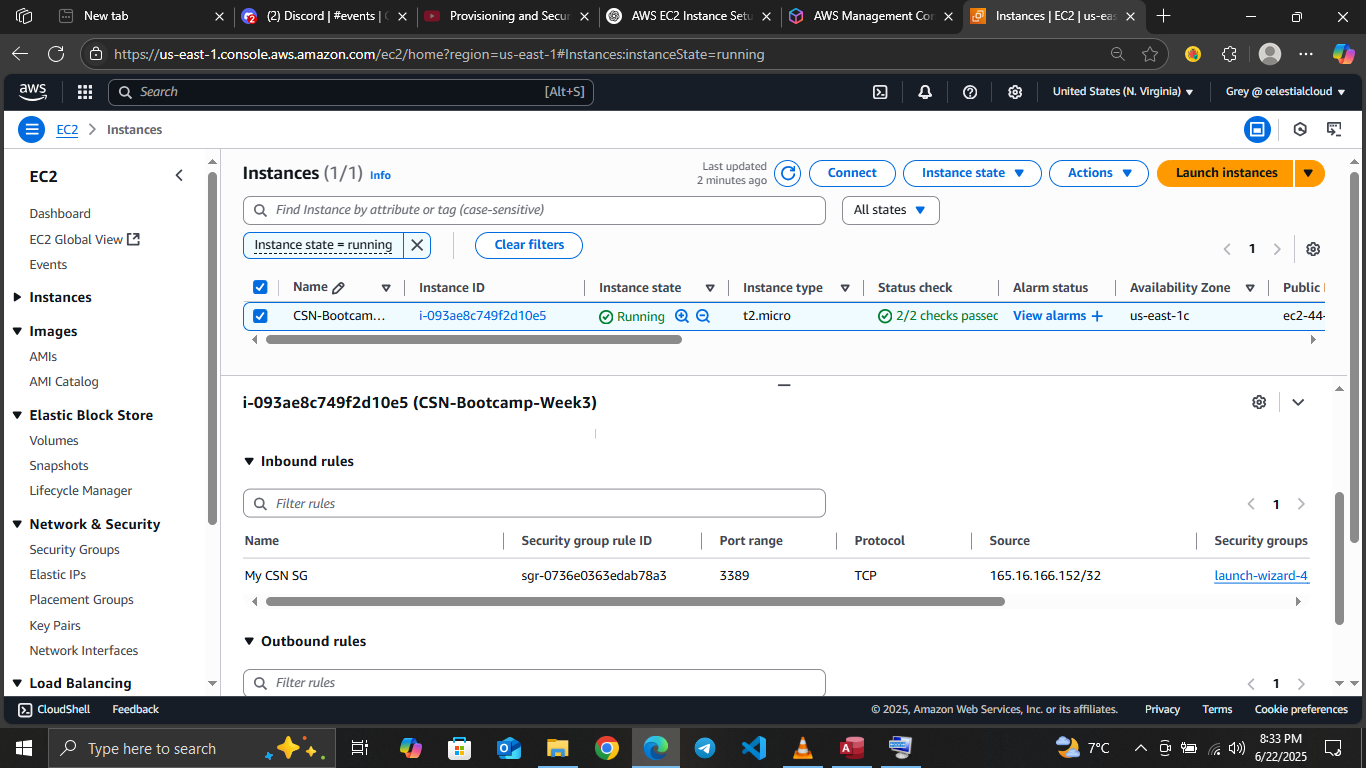 New tab
(2) Discord | #events | C
Provisioning and Secur
AWS EC2 Instance Setu
AWS Management Con
Instances | EC2 | us-eas
https://us-east-1.console.aws.amazon.com/ec2/home?region=us-east-1#Instances:instanceState=running
aws
Search
[Alt+S]
United States (N. Virginia)
Grey @ celestialcloud
EC2
Instances
EC2
Dashboard
EC2 Global View
Events
Instances
Images
AMIs
AMI Catalog
Elastic Block Store
Volumes
Snapshots
Lifecycle Manager
Network & Security
Security Groups
Elastic IPs
Placement Groups
Key Pairs
Network Interfaces
Load Balancing
Instances (1/1) Info
Last updated
2 minutes ago
Connect
Instance state
Actions
Launch instances
Find Instance by attribute or tag (case-sensitive)
All states
Instance state = running
Clear filters
1
Name Instance ID Instance state Instance type Status check Alarm status Availability Zone Public I
CSN-Bootcam... i-093ae8c749f2d10e5 Running t2.micro 2/2 checks passec View alarms + us-east-1c ec2-44-
i-093ae8c749f2d10e5 (CSN-Bootcamp-Week3)
Inbound rules
Filter rules
1
Name Security group rule ID Port range Protocol Source Security groups
My CSN SG sgr-0736e0363edab78a3 3389 TCP 165.16.166.152/32 launch-wizard-4
Outbound rules
Filter rules
1
CloudShell Feedback © 2025, Amazon Web Services, Inc. or its affiliates. Privacy Terms Cookie preferences
Type here to search
7°C
8:33 PM
6/22/2025